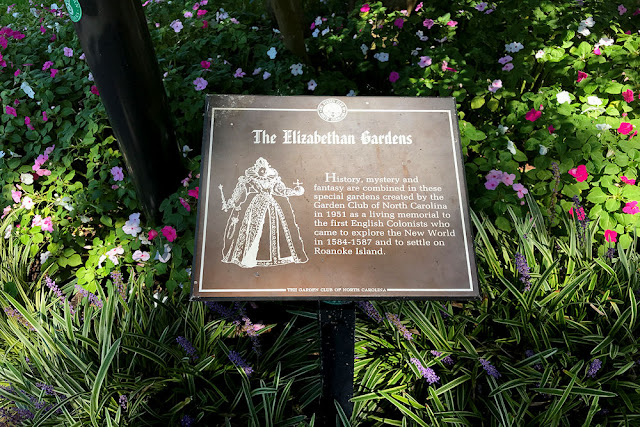 The Elizabethan Gardens
History, mystery and
fantasy are combined in these
special gardens created by the
Garden Club of North Carolina
in 1951 as a living memorial to
the first English Colonists who
came to explore the New World
in 1584-1587 and to settle on
Roanoke Island.
THE GARDEN CLUB OF NORTH CAROLINA